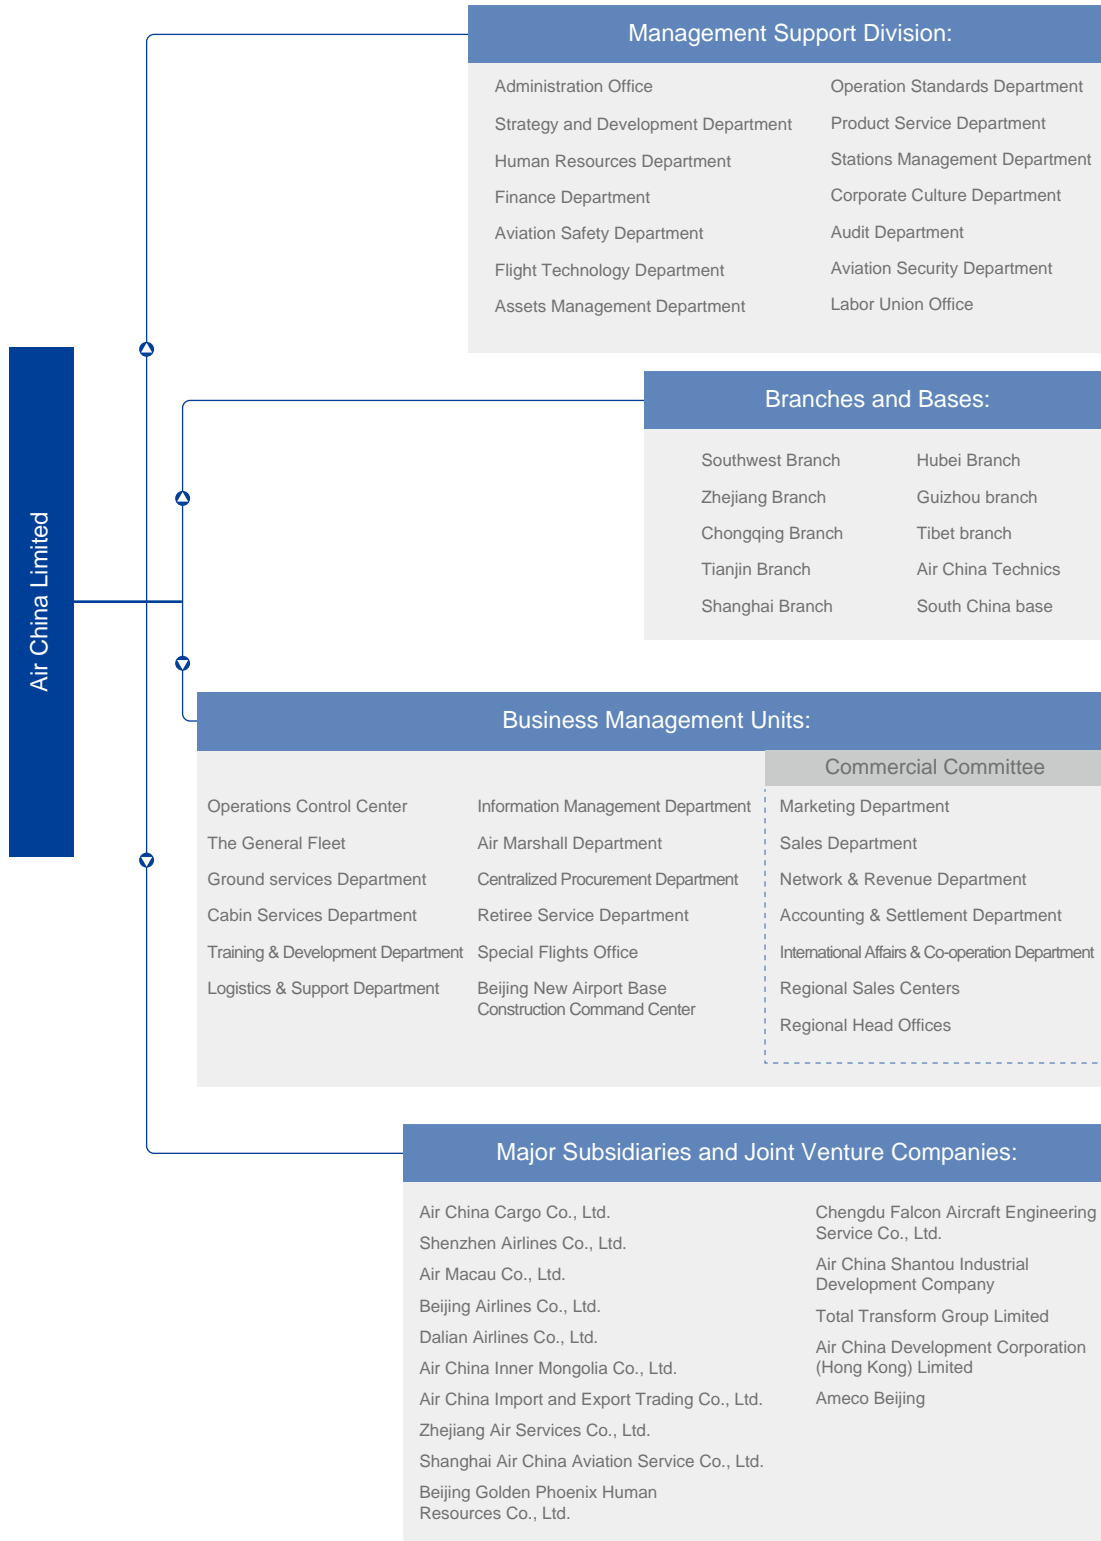 Air China Limited
Management Support Division:
Administration Office
Strategy and Development Department
Human Resources Department
Finance Department
Aviation Safety Department
Flight Technology Department
Assets Management Department
Operation Standards Department
Product Service Department
Stations Management Department
Corporate Culture Department
Audit Department
Aviation Security Department
Labor Union Office
Branches and Bases:
Southwest Branch
Zhejiang Branch
Chongqing Branch
Tianjin Branch
Shanghai Branch
Hubei Branch
Guizhou branch
Tibet branch
Air China Technics
South China base
Business Management Units:
Operations Control Center
The General Fleet
Ground services Department
Cabin Services Department
Training & Development Department
Logistics & Support Department
Information Management Department
Air Marshall Department
Centralized Procurement Department
Retiree Service Department
Special Flights Office
Beijing New Airport Base
Construction Command Center
Commercial Committee
Marketing Department
Sales Department
Network & Revenue Department
Accounting & Settlement Department
International Affairs & Co-operation Department
Regional Sales Centers
Regional Head Offices
Major Subsidiaries and Joint Venture Companies:
Air China Cargo Co., Ltd.
Shenzhen Airlines Co., Ltd.
Air Macau Co., Ltd.
Beijing Airlines Co., Ltd.
Dalian Airlines Co., Ltd.
Air China Inner Mongolia Co., Ltd.
Air China Import and Export Trading Co., Ltd.
Zhejiang Air Services Co., Ltd.
Shanghai Air China Aviation Service Co., Ltd.
Beijing Golden Phoenix Human
Resources Co., Ltd.
Chengdu Falcon Aircraft Engineering
Service Co., Ltd.
Air China Shantou Industrial
Development Company
Total Transform Group Limited
Air China Development Corporation
(Hong Kong) Limited
Ameco Beijing